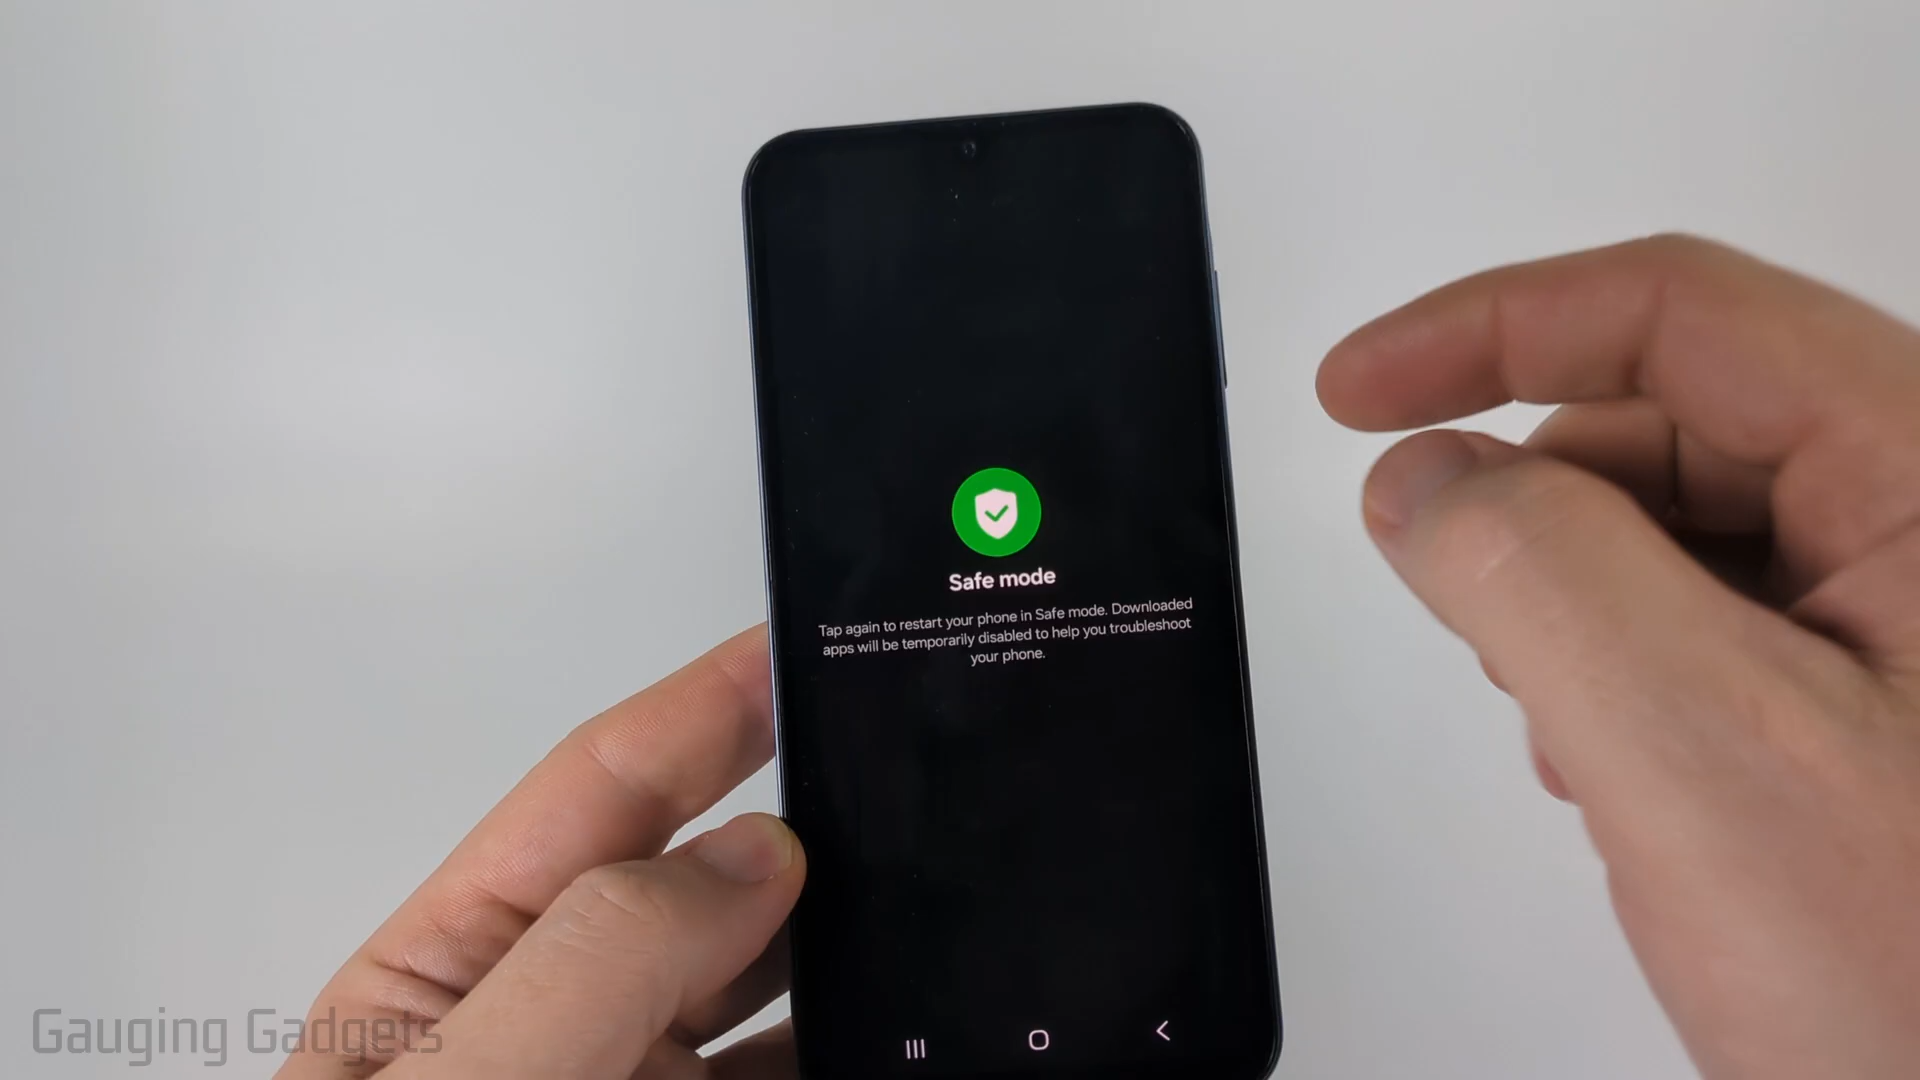 Safe mode
Tap again to restart your phone in Safe mode. Downloaded
apps will be temporarily disabled to help you troubleshoot
your phone.
Gauging Gadgets